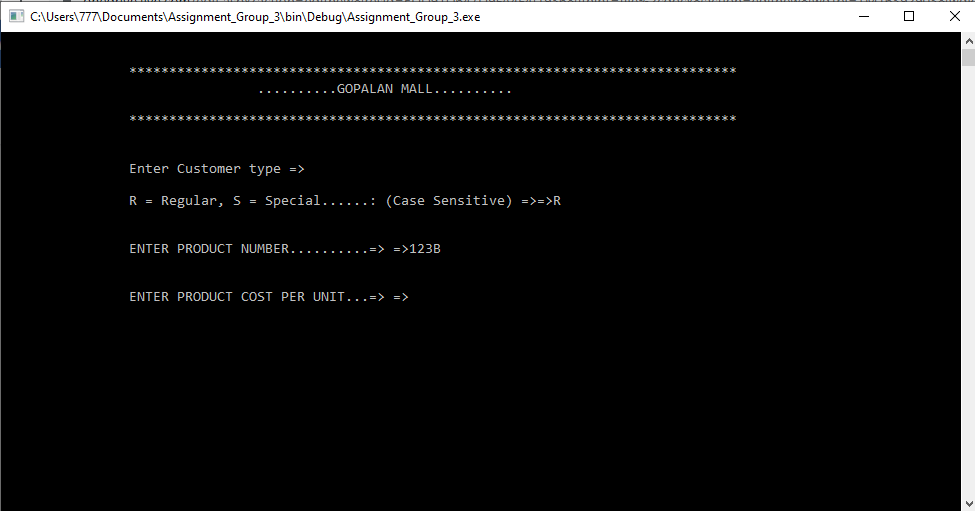 C:\Users\777\Documents\Assignment_Group_3\bin\Debug\Assignment_Group_3.exe
****************************************************************************
..........GOPALAN MALL..........
****************************************************************************
Enter Customer type =>
R = Regular, S = Special......: (Case Sensitive) =>=>R
ENTER PRODUCT NUMBER..........=> =>123B
ENTER PRODUCT COST PER UNIT...=> =>